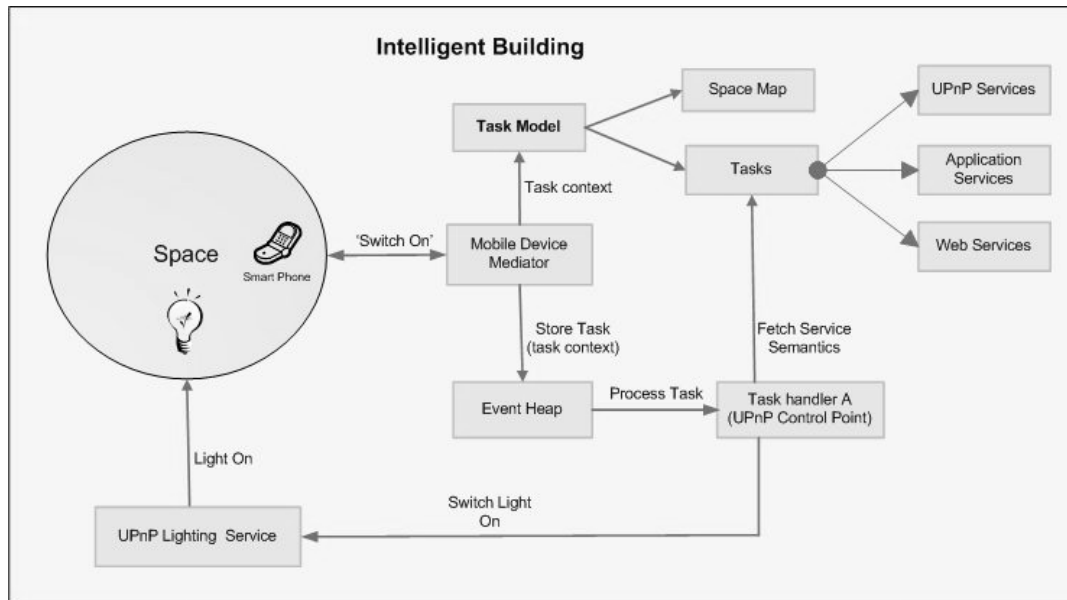 Intelligent Building
Space Map
UPnP Services
Task Model
Tasks
Application
Services
Task context
'Switch On'
Mobile Device
Mediator
Web Services
Space
Smart Phone
Store Task
(task context)
Fetch Service
Semantics
Event Heap
Process Task
Task handler A
(UPnP Control Point)
Light On
Switch Light
On
UPnP Lighting Service